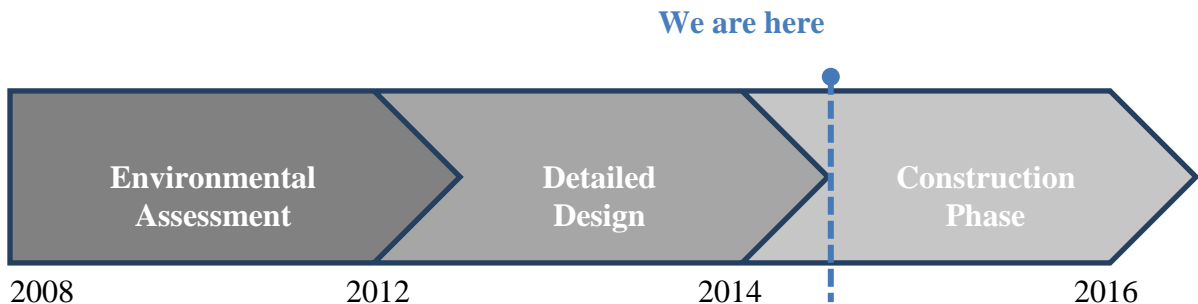 We are here
Environmental
Assessment
Detailed
Design
Construction
Phase
2008
2012
2014
2016